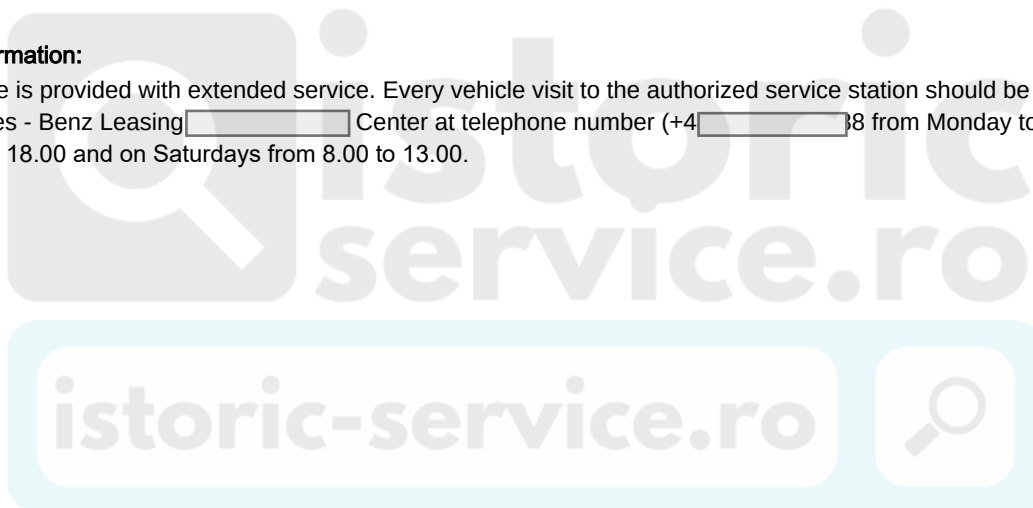 rmation:
e is provided with extended service. Every vehicle visit to the authorized service station should be
es - Benz Leasing Center at telephone number (+4 38 from Monday to
18.00 and on Saturdays from 8.00 to 13.00.
istoric
service.ro
istoric-service.ro